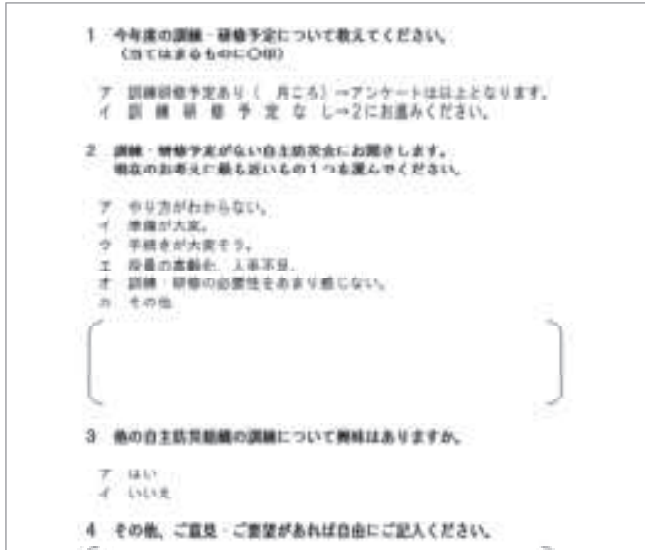 1 今年度の訓練・研修予定について教えてください。
(当てはまるものに〇印)
ア 訓練研修予定あり( 月ごろ)→アンケートは以上となります。
イ 訓練研修予定なし→2にお進みください。
2 訓練・研修予定がない自主防災会にお聞きします。
現在のお考えに最も近いもの1つを選んでください。
ア やり方がわからない。
イ 準備が大変。
ウ 手続きが大変そう。
エ 役員の高齢化、人員不足。
オ 訓練・研修の必要性をあまり感じない。
カ その他
3 他の自主防災組織の訓練について興味はありますか。
ア はい
イ いいえ
4 その他、ご意見・ご要望があれば自由にご記入ください。